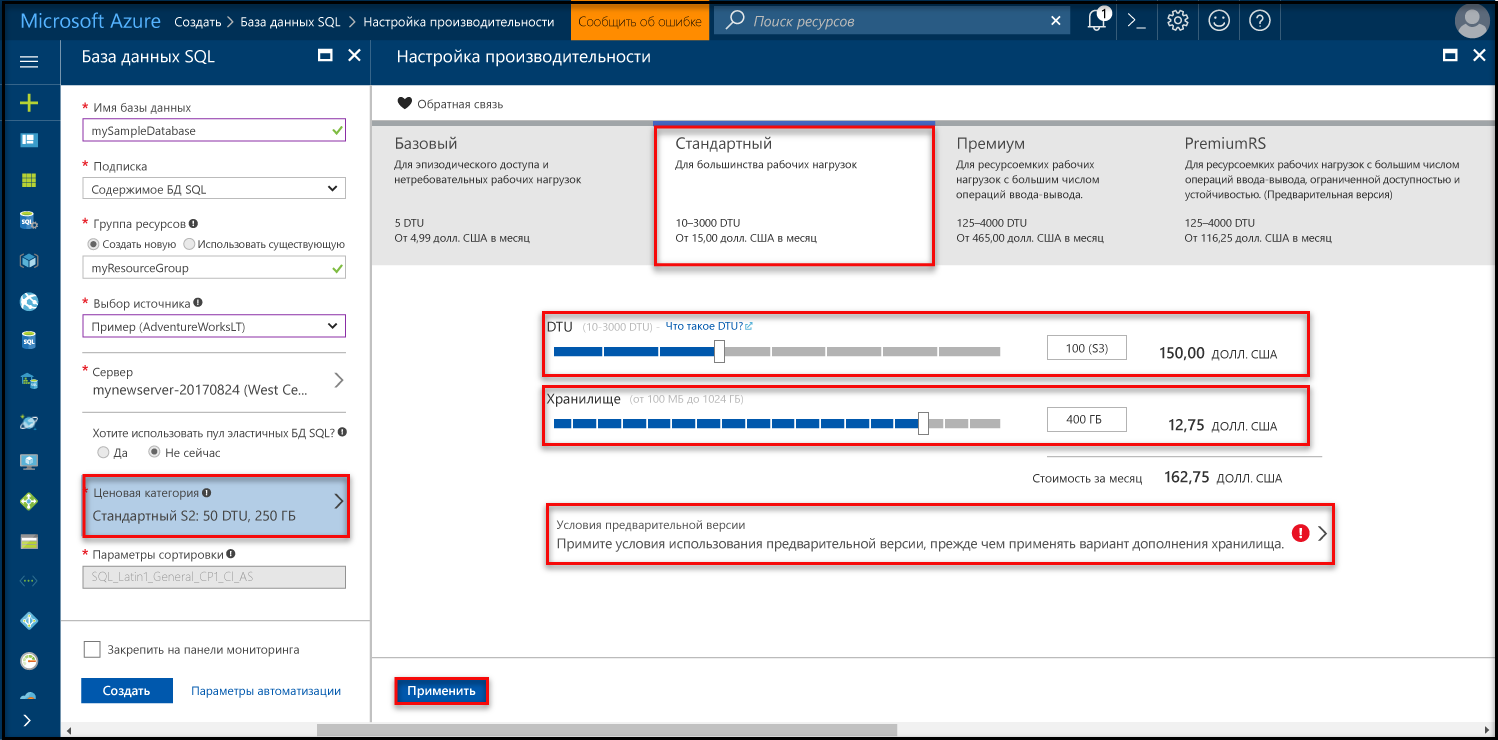 Microsoft Azure Создать > База данных SQL > Настройка производительности Сообщить об ошибке Поиск ресурсов 1
База данных SQL
Настройка производительности
* Имя базы данных
mySampleDatabase
* Подписка
Содержимое БД SQL
* Группа ресурсов
Создать новую Использовать существующую
myResourceGroup
* Выбор источника
Пример (AdventureWorksLT)
* Сервер
mynewserver-20170824 (West Ce...
Хотите использовать пул эластичных БД SQL?
Да Не сейчас
* Ценовая категория
Стандартный S2: 50 DTU, 250 ГБ
* Параметры сортировки
SQL_Latin1_General_CP1_CI_AS
Закрепить на панели мониторинга
Создать Параметры автоматизации
Обратная связь
Базовый
Для эпизодического доступа и
нетребовательных рабочих нагрузок
5 DTU
От 4,99 долл. США в месяц
Стандартный
Для большинства рабочих нагрузок
10–3000 DTU
От 15,00 долл. США в месяц
Премиум
Для ресурсоемких рабочих
нагрузок с большим числом
операций ввода-вывода.
125–4000 DTU
От 465,00 долл. США в месяц
PremiumRS
Для ресурсоемких рабочих нагрузок с большим числом
операций ввода-вывода, ограниченной доступностью и
устойчивостью. (Предварительная версия)
125–4000 DTU
От 116,25 долл. США в месяц
DTU (10-3000 DTU) - Что такое DTU?
100 (S3) 150,00 ДОЛЛ. США
Хранилище (от 100 МБ до 1024 ГБ)
400 ГБ 12,75 ДОЛЛ. США
Стоимость за месяц 162,75 ДОЛЛ. США
Условия предварительной версии
Примите условия использования предварительной версии, прежде чем применять вариант дополнения хранилища.
Применить